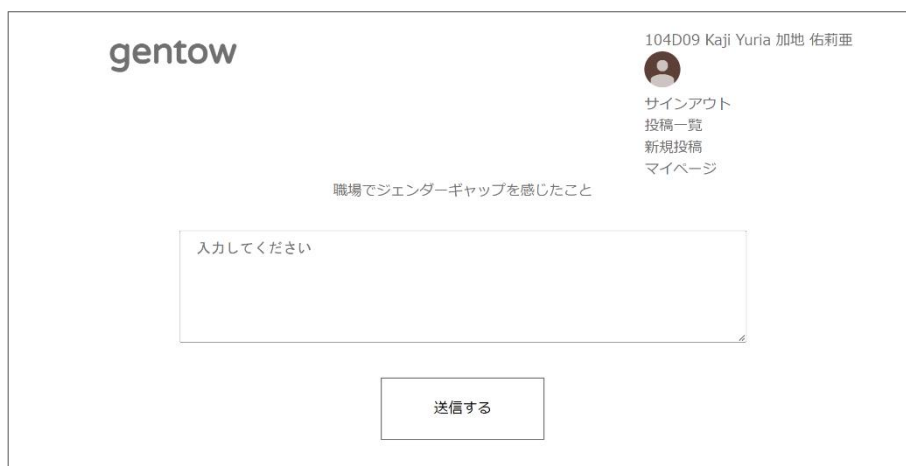 gentow
104D09 Kaji Yuria 加地 佑莉亜
サインアウト
投稿一覧
新規投稿
マイページ
職場でジェンダーギャップを感じたこと
入力してください
送信する